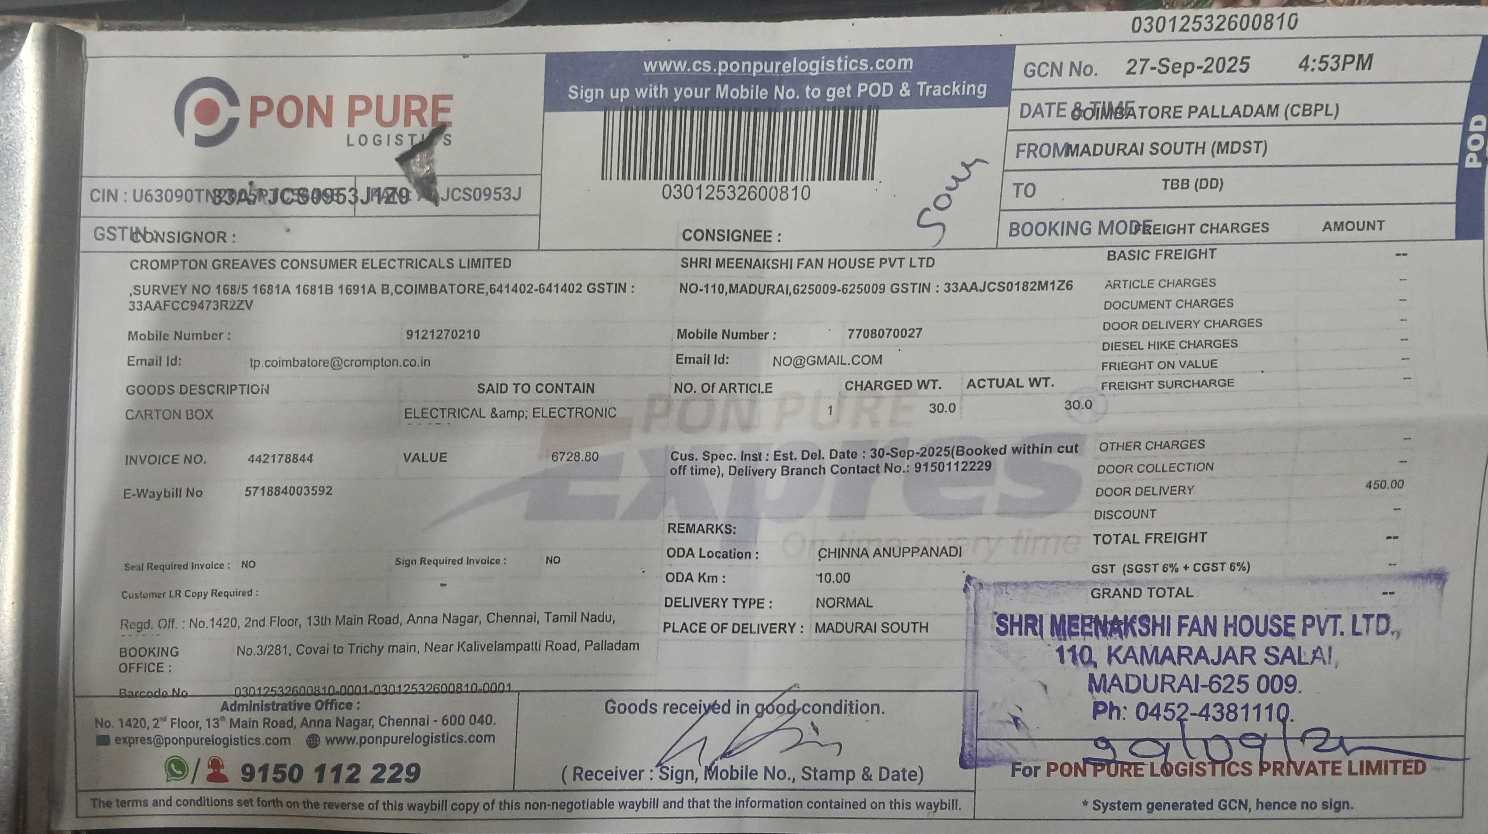 03012532600810
PON PURE
LOGISTICS
www.cs.ponpurelogistics.com
Sign up with your Mobile No. to get POD & Tracking
03012532600810
GCN No. 27-Sep-2025 4:53PM
DATE & TIME COIMBATORE PALLADAM (CBPL)
FROM MADURAI SOUTH (MDST)
TO TBB (DD)
BOOKING MODE
POD
CIN : 33A JCS0953J1Z9 JCS0953J
GSTIN
CONSIGNOR :
CROMPTON GREAVES CONSUMER ELECTRICALS LIMITED
,SURVEY NO 168/5 1681A 1681B 1691A B,COIMBATORE,641402-641402 GSTIN :
33AAFCC9473R2ZV
Mobile Number : 9121270210
Email Id: tp.coimbatore@crompton.co.in
CONSIGNEE :
SHRI MEENAKSHI FAN HOUSE PVT LTD
NO-110,MADURAI,625009-625009 GSTIN : 33AAJCS0182M1Z6
Mobile Number : 7708070027
Email Id: NO@GMAIL.COM
GOODS DESCRIPTION SAID TO CONTAIN NO. OF ARTICLE CHARGED WT. ACTUAL WT.
CARTON BOX ELECTRICAL &amp; ELECTRONIC 1 30.0 30.0
INVOICE NO. 442178844 VALUE 6728.80
E-Waybill No 571884003592
Cus. Spec. Inst : Est. Del. Date : 30-Sep-2025(Booked within cut
off time), Delivery Branch Contact No.: 9150112229
PON PURE
Expres
On time every time
REMARKS:
ODA Location : CHINNA ANUPPANADI
ODA Km : 10.00
DELIVERY TYPE : NORMAL
PLACE OF DELIVERY : MADURAI SOUTH
Seal Required Invoice : NO Sign Required Invoice : NO
Customer LR Copy Required : -
Regd. Off. : No.1420, 2nd Floor, 13th Main Road, Anna Nagar, Chennai, Tamil Nadu,
BOOKING
OFFICE : No.3/281, Covai to Trichy main, Near Kalivelampatti Road, Palladam
Barcode No 03012532600810-0001-03012532600810-0001
FREIGHT CHARGES AMOUNT
BASIC FREIGHT --
ARTICLE CHARGES --
DOCUMENT CHARGES --
DOOR DELIVERY CHARGES --
DIESEL HIKE CHARGES --
FRIEGHT ON VALUE --
FREIGHT SURCHARGE --
OTHER CHARGES --
DOOR COLLECTION --
DOOR DELIVERY 450.00
DISCOUNT --
TOTAL FREIGHT --
GST (SGST 6% + CGST 6%) --
GRAND TOTAL --
SHRI MEENAKSHI FAN HOUSE PVT. LTD.,
110, KAMARAJAR SALAI,
MADURAI-625 009.
Ph: 0452-4381110.
Administrative Office :
No. 1420, 2nd Floor, 13th Main Road, Anna Nagar, Chennai - 600 040.
expres@ponpurelogistics.com www.ponpurelogistics.com
/ 9150 112 229
Goods received in good condition.
( Receiver : Sign, Mobile No., Stamp & Date)
For PON PURE LOGISTICS PRIVATE LIMITED
* System generated GCN, hence no sign.
The terms and conditions set forth on the reverse of this waybill copy of this non-negotiable waybill and that the information contained on this waybill.